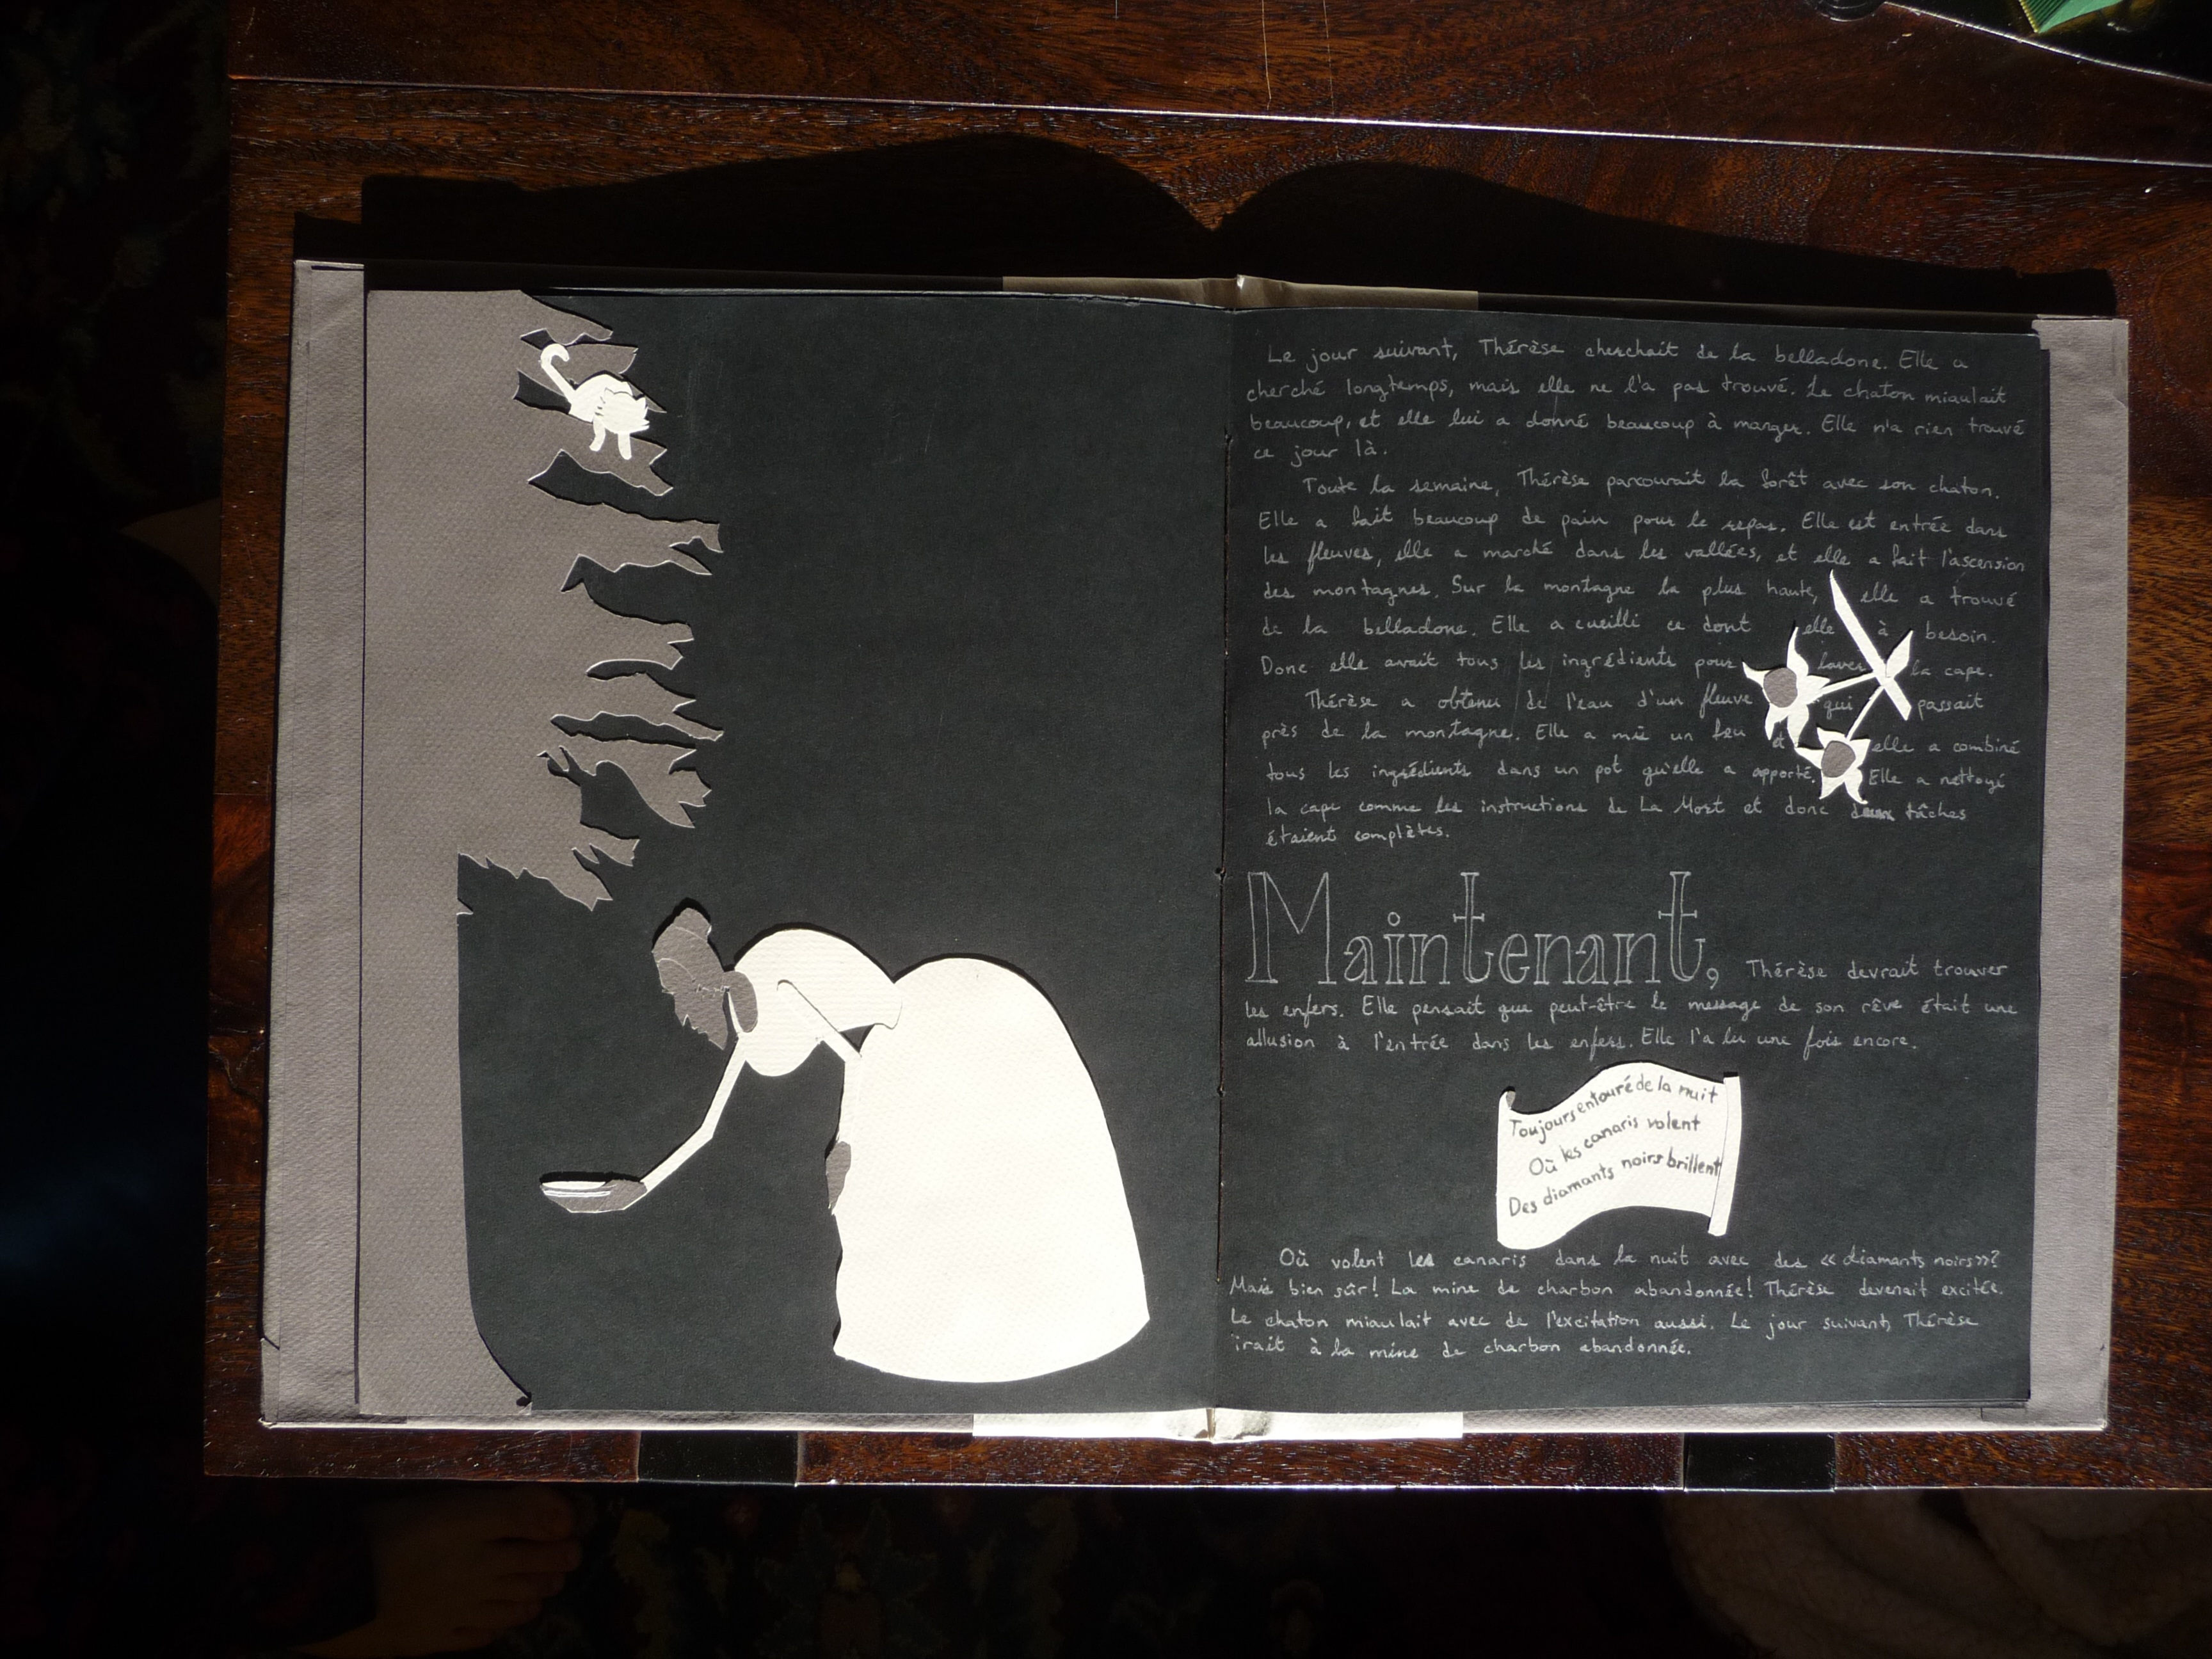 Le jour suivant, Thérèse cherchait de la belladone. Elle a
cherché longtemps, mais elle ne l'a pas trouvé. Le chaton miaulait
beaucoup, et elle lui a donné beaucoup à manger. Elle n'a rien trouvé
ce jour là.
Toute la semaine, Thérèse parcourait la forêt avec son chaton.
Elle a fait beaucoup de pain pour le repas. Elle est entrée dans
les fleuves, elle a marché dans les vallées, et elle a fait l'ascension
des montagnes. Sur la montagne la plus haute, elle a trouvé
de la belladone. Elle a cueilli ce dont elle à besoin.
Donc elle avait tous les ingrédients pour laver la cape.
Thérèse a obtenu de l'eau d'un fleuve qui passait
près de la montagne. Elle a mis un feu et elle a combiné
tous les ingrédients dans un pot qu'elle a apporté. Elle a nettoyé
la cape comme les instructions de La Mort et donc deux tâches
étaient complètes.
Maintenant, Thérèse devrait trouver
les enfers. Elle pensait que peut-être le message de son rêve était une
allusion à l'entrée dans les enfers. Elle l'a lu une fois encore.
Toujours entouré de la nuit
Où les canaris volent
Des diamants noirs brillent
Où volent les canaris dans la nuit avec des « diamants noirs»?
Mais bien sûr! La mine de charbon abandonnée! Thérèse devenait excitée.
Le chaton miaulait avec de l'excitation aussi. Le jour suivant, Thérèse
irait à la mine de charbon abandonnée.